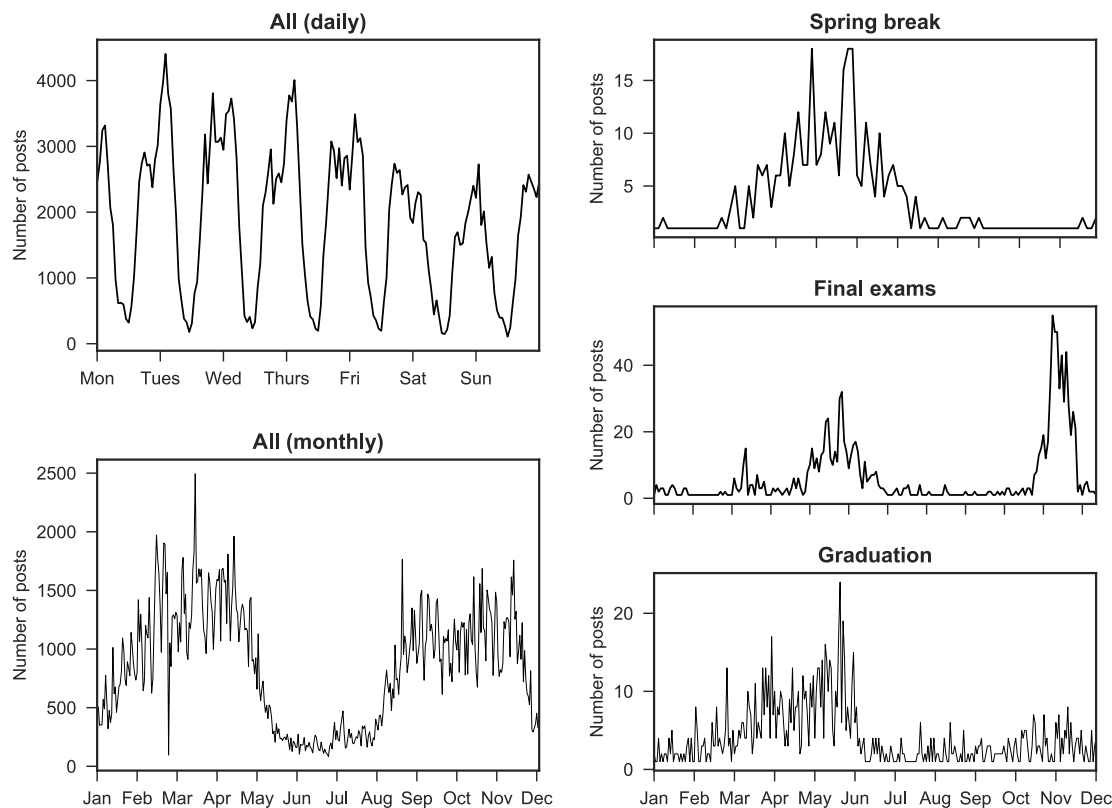 All (daily)
Number of posts
4000
3000
2000
1000
0
Mon Tues Wed Thurs Fri Sat Sun
All (monthly)
Number of posts
2500
2000
1500
1000
500
0
Jan Feb Mar Apr May Jun Jul Aug Sep Oct Nov Dec
Spring break
Number of posts
15
10
5
Final exams
Number of posts
40
20
0
Graduation
Number of posts
20
10
0
Jan Feb Mar Apr May Jun Jul Aug Sep Oct Nov Dec